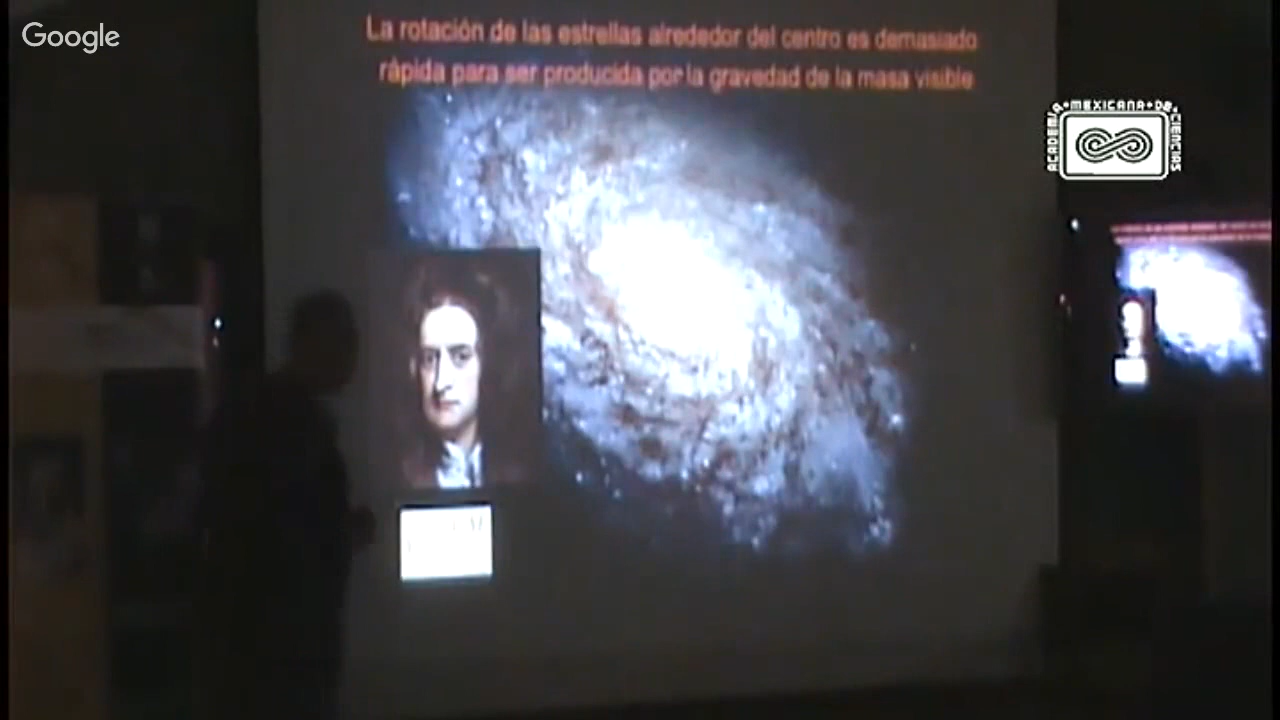 Google
La rotación de las estrellas alrededor del centro es demasiado
rápida para ser producida por la gravedad de la masa visible
ACADEMIA•MEXICANA•DE•CIENCIAS